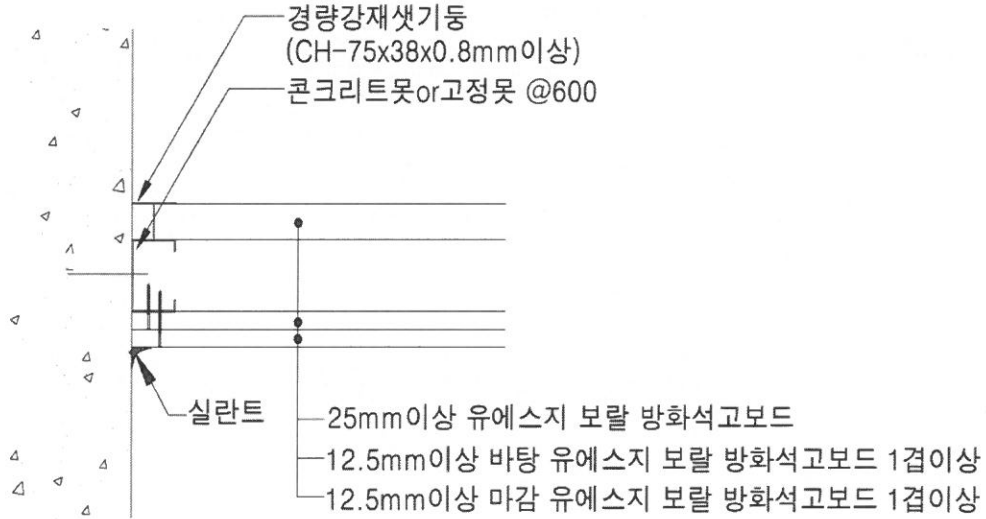 경량강재샛기둥
(CH-75x38x0.8mm이상)
콘크리트못or고정못 @600
실란트
25mm이상 유에스지 보랄 방화석고보드
12.5mm이상 바탕 유에스지 보랄 방화석고보드 1겹이상
12.5mm이상 마감 유에스지 보랄 방화석고보드 1겹이상